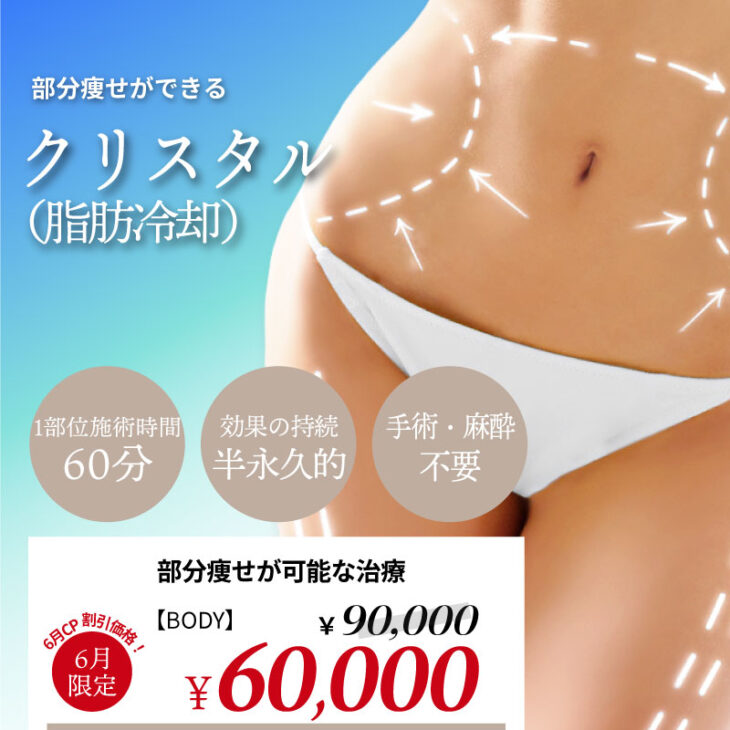 部分痩せができる
クリスタル
（脂肪冷却）
1部位施術時間
60分
効果の持続
半永久的
手術・麻酔
不要
部分痩せが可能な治療
6月CP 割引価格！
6月
限定
【BODY】
¥ 90,000
¥60,000